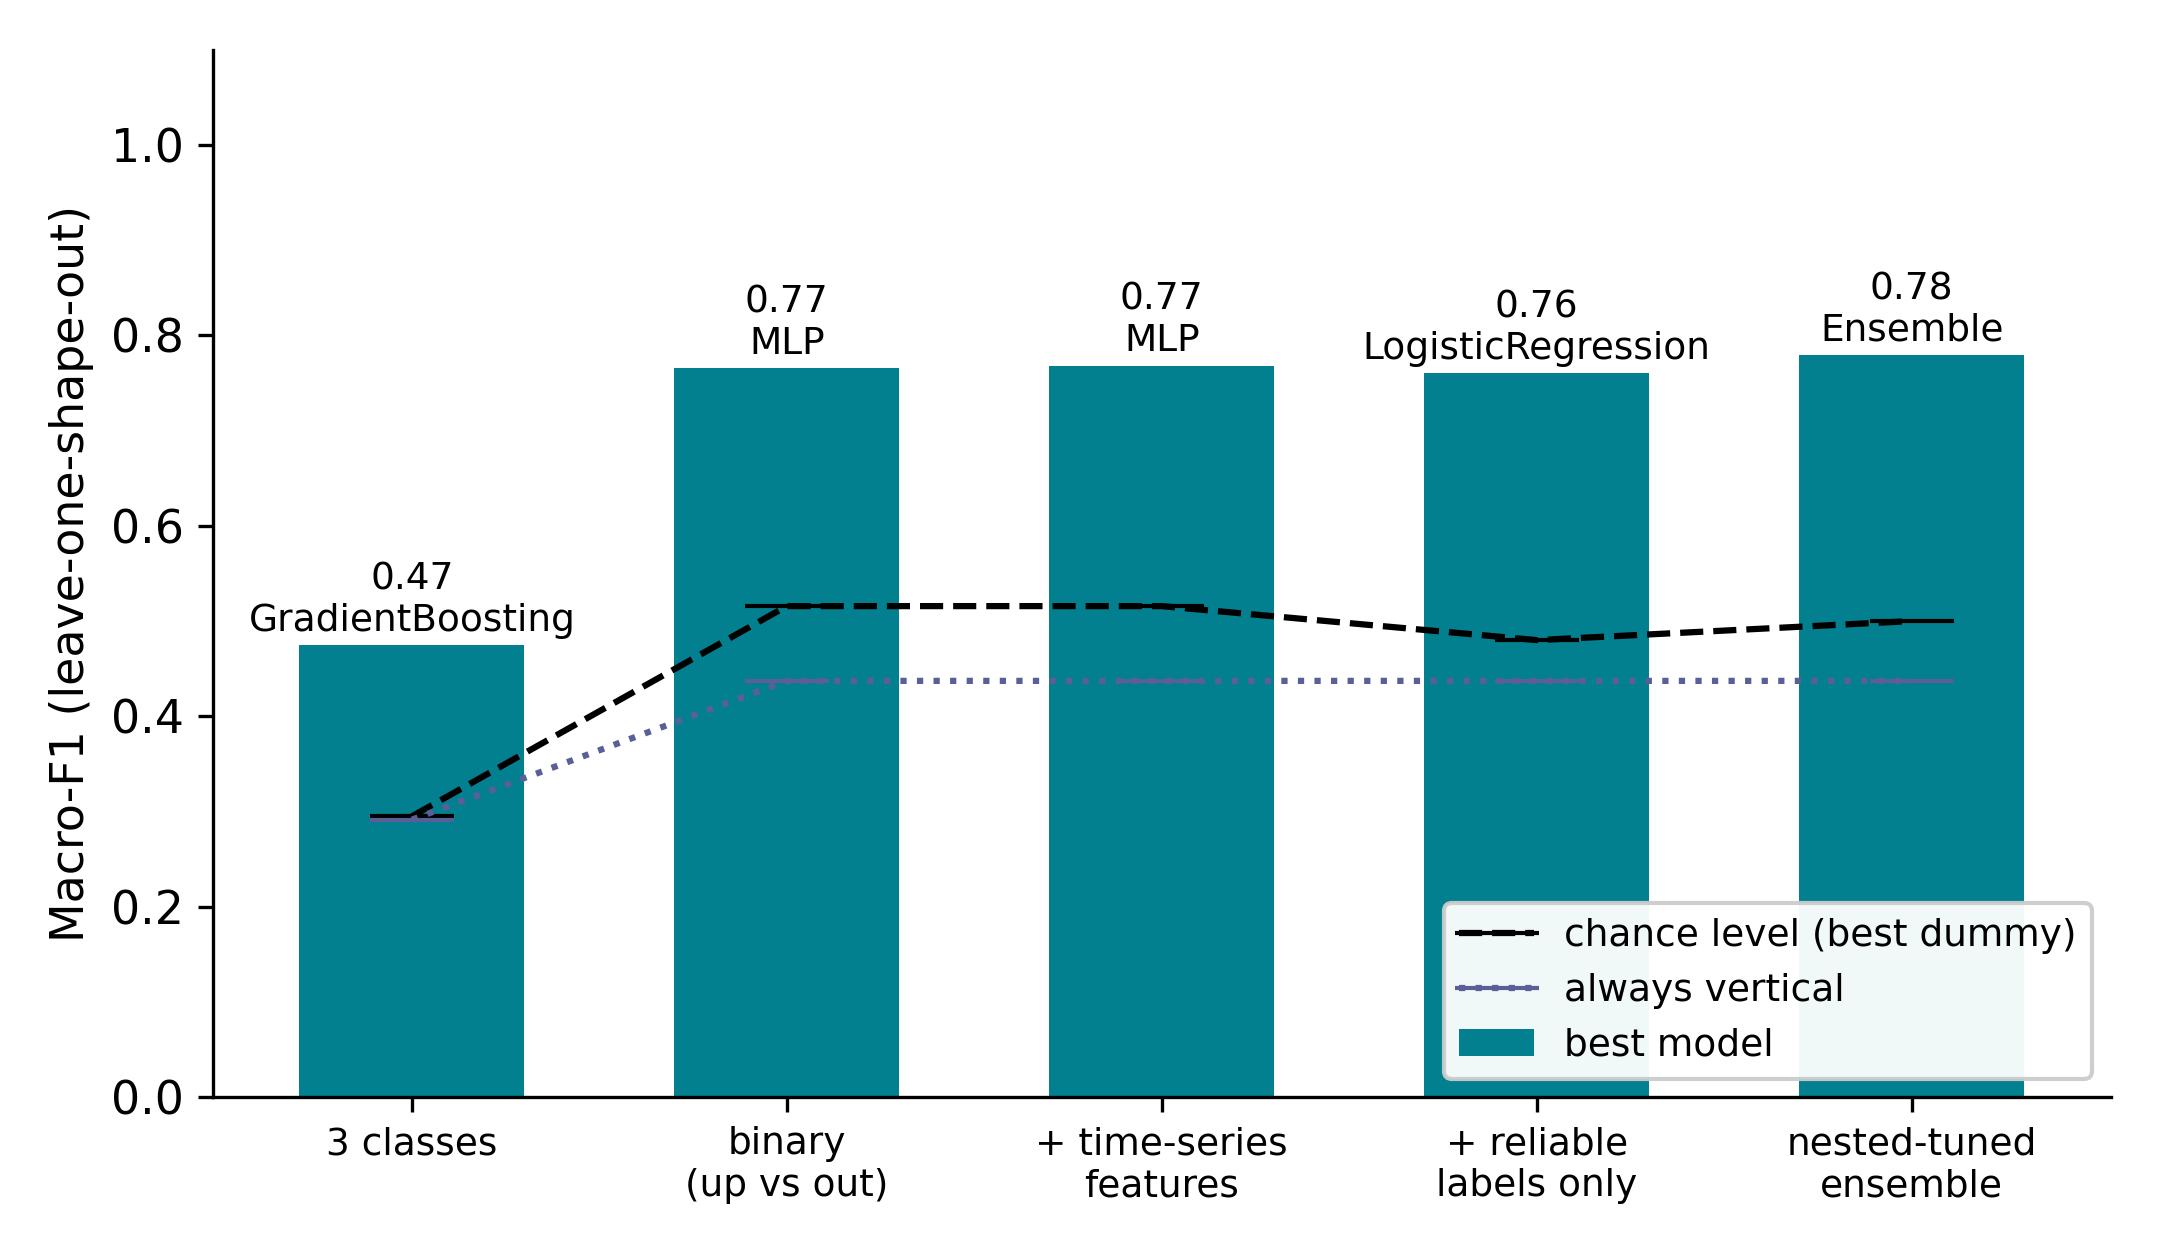 Macro-F1 (leave-one-shape-out)
1.0
0.8
0.6
0.4
0.2
0.0
0.47
GradientBoosting
0.77
MLP
0.77
MLP
0.76
LogisticRegression
0.78
Ensemble
chance level (best dummy)
always vertical
best model
3 classes
binary
(up vs out)
+ time-series
features
+ reliable
labels only
nested-tuned
ensemble